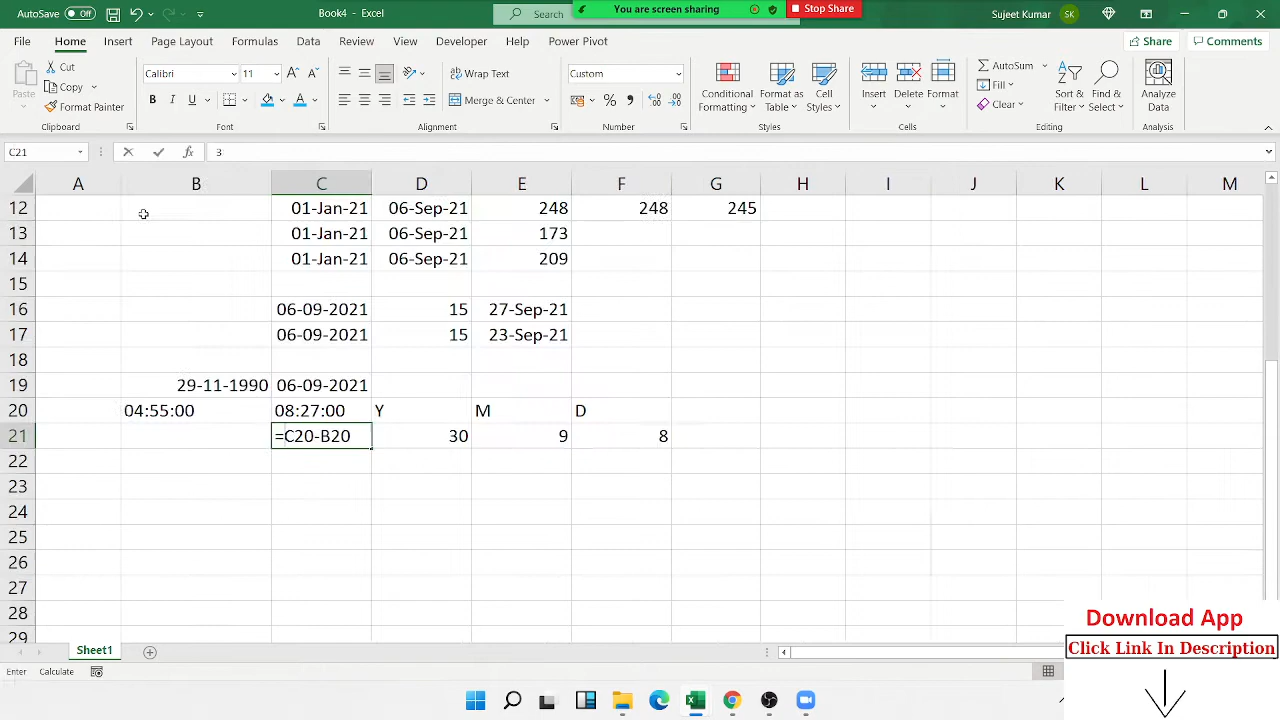 AutoSave Off Book4 - Excel Search You are screen sharing Stop Share Sujeet Kumar SK
File Home Insert Page Layout Formulas Data Review View Developer Help Power Pivot Share Comments
Paste Cut Copy Format Painter Clipboard
Calibri 11 B I U Font
Wrap Text Merge & Center Alignment
Custom % Number
Conditional Formatting Format as Table Cell Styles Styles
Insert Delete Format Cells
AutoSum Fill Clear Sort & Filter Find & Select Editing
Analyze Data Analysis
C21 fx 3
A B C D E F G H I J K L M
12 01-Jan-21 06-Sep-21 248 248 245
13 01-Jan-21 06-Sep-21 173
14 01-Jan-21 06-Sep-21 209
15
16 06-09-2021 15 27-Sep-21
17 06-09-2021 15 23-Sep-21
18
19 29-11-1990 06-09-2021
20 04:55:00 08:27:00 Y M D
21 =C20-B20 30 9 8
22
23
24
25
26
27
28
29
Download App
Click Link In Description
Sheet1
Enter Calculate